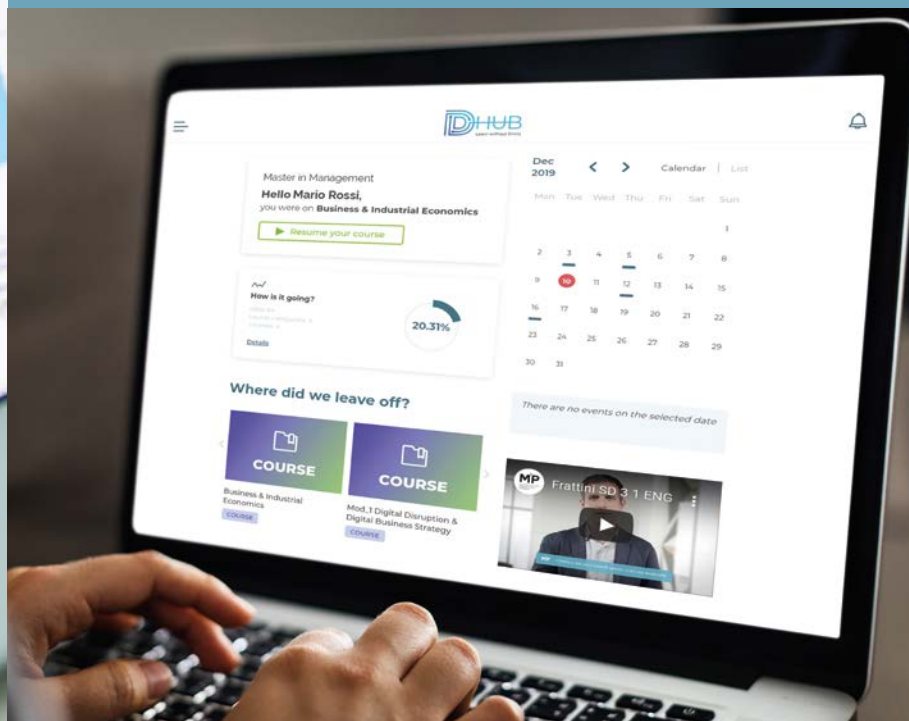 D HUB
Dec
2019
Calendar | List
Mon Tue Wed Thu Fri Sat Sun
1
2 3 4 5 6 7 8
9 10 11 12 13 14 15
16 17 18 19 20 21 22
23 24 25 26 27 28 29
30 31
There are no events on the selected date
Master in Management
Hello Mario Rossi,
you were on Business & Industrial Economics
Resume your course
How is it going?
Details
20.31%
Where did we leave off?
COURSE
Business & Industrial
Economics
COURSE
COURSE
Mod_1 Digital Disruption &
Digital Business Strategy
COURSE
MP
Frattini SD 3 1 ENG